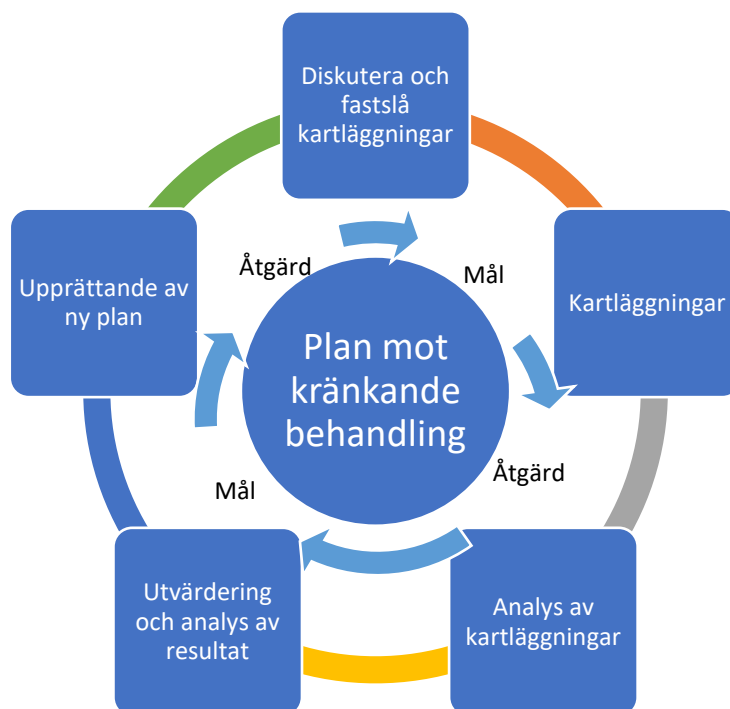 Diskutera och
fastslå
kartläggningar
Åtgärd
Mål
Upprättande av
ny plan
Kartläggningar
Plan mot
kränkande
behandling
Mål
Åtgärd
Utvärdering
och analys av
resultat
Analys av
kartläggningar